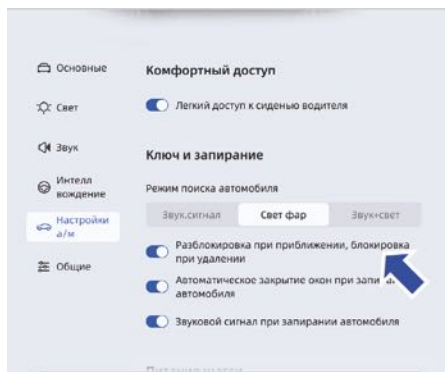 Основные
Свет
Звук
Интелл
вождение
Настройки
а/м
Общие
Комфортный доступ
Легкий доступ к сиденью водителя
Ключ и запирание
Режим поиска автомобиля
Звук.сигнал
Свет фар
Звук+свет
Разблокировка при приближении, блокировка
при удалении
Автоматическое закрытие окон при
автомобиля
Звуковой сигнал при запирании автомобиля